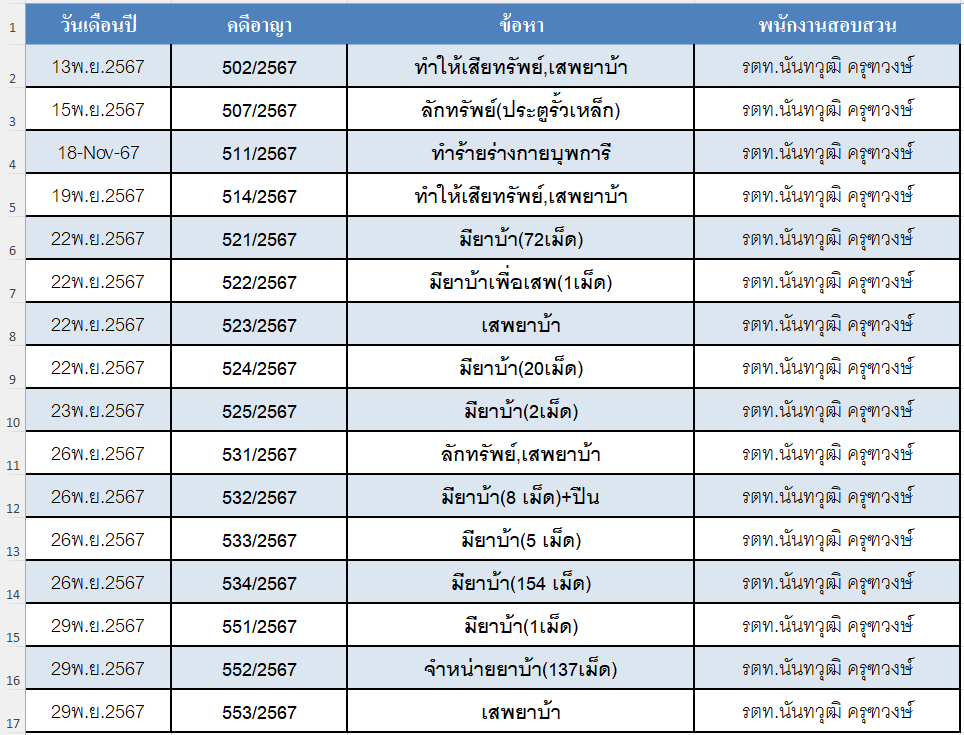 1 วันเดือนปี คดีอาญา ข้อหา พนักงานสอบสวน
2 13พ.ย.2567 502/2567 ทำให้เสียทรัพย์,เสพยาบ้า รตท.นันทวุฒิ ครุฑวงษ์
3 15พ.ย.2567 507/2567 ลักทรัพย์(ประตูรั้วเหล็ก) รตท.นันทวุฒิ ครุฑวงษ์
4 18-Nov-67 511/2567 ทำร้ายร่างกายบุพการี รตท.นันทวุฒิ ครุฑวงษ์
5 19พ.ย.2567 514/2567 ทำให้เสียทรัพย์,เสพยาบ้า รตท.นันทวุฒิ ครุฑวงษ์
6 22พ.ย.2567 521/2567 มียาบ้า(72เม็ด) รตท.นันทวุฒิ ครุฑวงษ์
7 22พ.ย.2567 522/2567 มียาบ้าเพื่อเสพ(1เม็ด) รตท.นันทวุฒิ ครุฑวงษ์
8 22พ.ย.2567 523/2567 เสพยาบ้า รตท.นันทวุฒิ ครุฑวงษ์
9 22พ.ย.2567 524/2567 มียาบ้า(20เม็ด) รตท.นันทวุฒิ ครุฑวงษ์
10 23พ.ย.2567 525/2567 มียาบ้า(2เม็ด) รตท.นันทวุฒิ ครุฑวงษ์
11 26พ.ย.2567 531/2567 ลักทรัพย์,เสพยาบ้า รตท.นันทวุฒิ ครุฑวงษ์
12 26พ.ย.2567 532/2567 มียาบ้า(8 เม็ด)+ปืน รตท.นันทวุฒิ ครุฑวงษ์
13 26พ.ย.2567 533/2567 มียาบ้า(5 เม็ด) รตท.นันทวุฒิ ครุฑวงษ์
14 26พ.ย.2567 534/2567 มียาบ้า(154 เม็ด) รตท.นันทวุฒิ ครุฑวงษ์
15 29พ.ย.2567 551/2567 มียาบ้า(1เม็ด) รตท.นันทวุฒิ ครุฑวงษ์
16 29พ.ย.2567 552/2567 จำหน่ายยาบ้า(137เม็ด) รตท.นันทวุฒิ ครุฑวงษ์
17 29พ.ย.2567 553/2567 เสพยาบ้า รตท.นันทวุฒิ ครุฑวงษ์